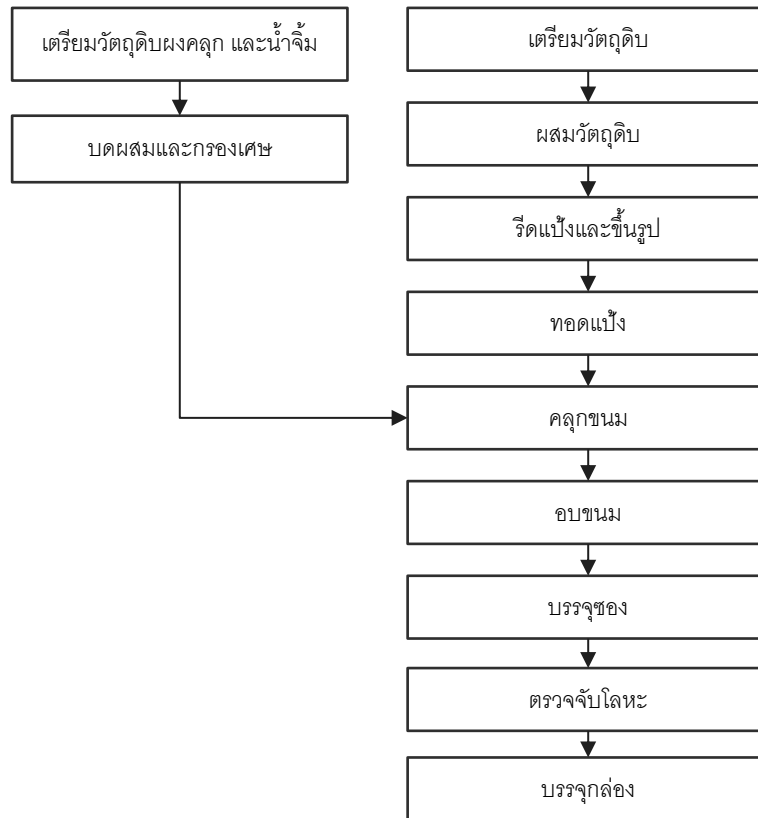 เตรียมวัตถุดิบผงคลุก และน้ำจิ้ม
บดผสมและกรองเศษ
เตรียมวัตถุดิบ
ผสมวัตถุดิบ
รีดแป้งและขึ้นรูป
ทอดแป้ง
คลุกขนม
อบขนม
บรรจุซอง
ตรวจจับโลหะ
บรรจุกล่อง